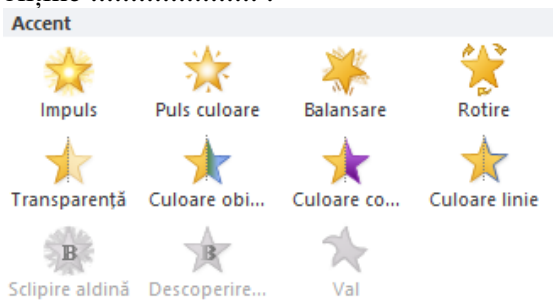 Accent
Impuls Puls culoare Balansare Rotire
Transparență Culoare obi... Culoare co... Culoare linie
B B
Sclipire aldină Descoperire... Val